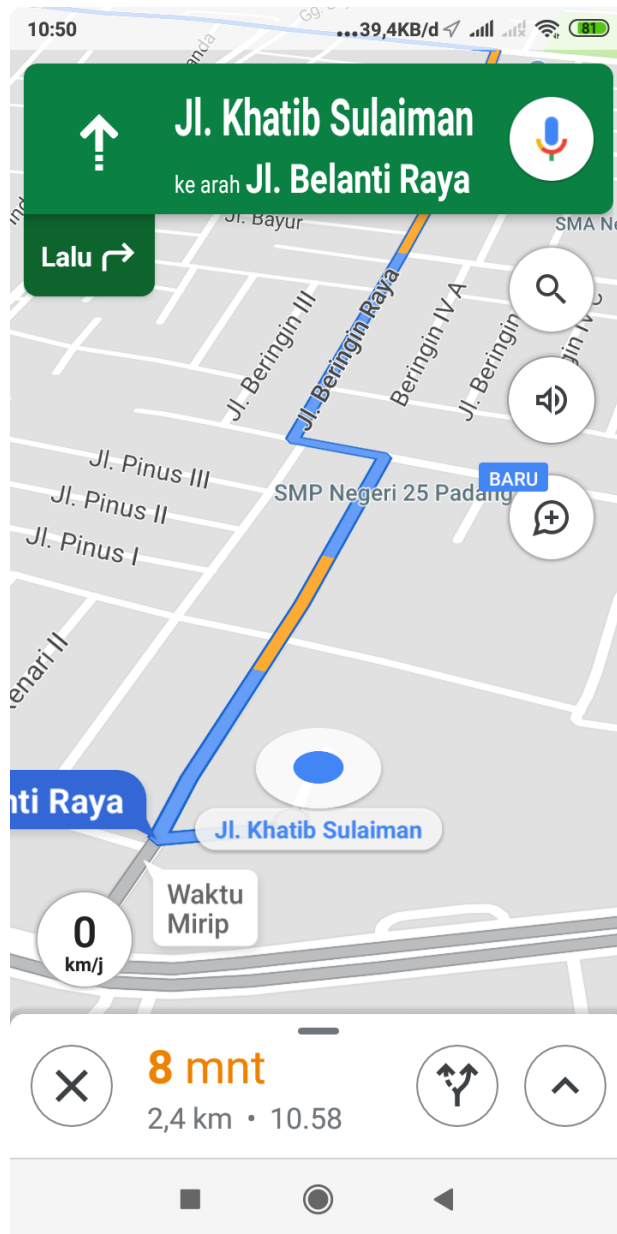 10:50
...39,4KB/d
81
Gg.
Jl. Khatib Sulaiman
ke arah Jl. Belanti Raya
Lalu
Jl. Bayur
SMA Ne
Jl. Beringin III
Jl. Beringin Raya
Beringin IV A
Jl. Beringin
gin IV C
Jl. Pinus III
Jl. Pinus II
Jl. Pinus I
SMP Negeri 25 Padang
BARU
enari II
nti Raya
Jl. Khatib Sulaiman
Waktu
Mirip
0
km/j
8 mnt
2,4 km • 10.58